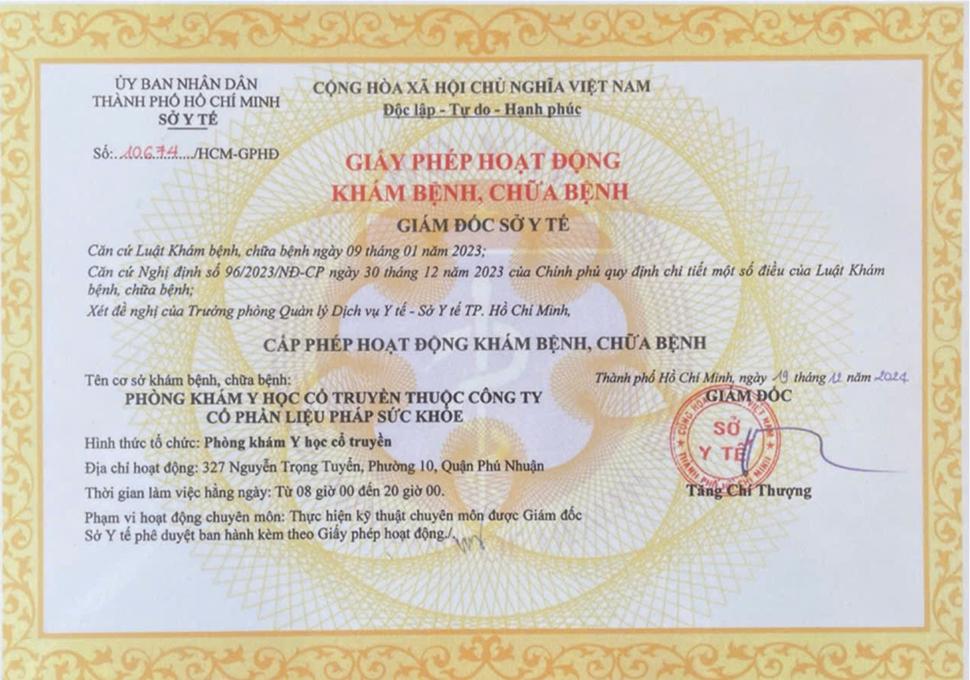 ỦY BAN NHÂN DÂN
THÀNH PHỐ HỒ CHÍ MINH
SỞ Y TẾ
Số:..10674..../HCM-GPHĐ
CỘNG HÒA XÃ HỘI CHỦ NGHĨA VIỆT NAM
Độc lập - Tự do - Hạnh phúc
GIẤY PHÉP HOẠT ĐỘNG
KHÁM BỆNH, CHỮA BỆNH
GIÁM ĐỐC SỞ Y TẾ
Căn cứ Luật Khám bệnh, chữa bệnh ngày 09 tháng 01 năm 2023;
Căn cứ Nghị định số 96/2023/NĐ-CP ngày 30 tháng 12 năm 2023 của Chính phủ quy định chi tiết một số điều của Luật Khám
bệnh, chữa bệnh;
Xét đề nghị của Trưởng phòng Quản lý Dịch vụ Y tế - Sở Y tế TP. Hồ Chí Minh,
CẤP PHÉP HOẠT ĐỘNG KHÁM BỆNH, CHỮA BỆNH
Tên cơ sở khám bệnh, chữa bệnh:
PHÒNG KHÁM Y HỌC CỔ TRUYỀN THUỘC CÔNG TY
CỔ PHẦN LIỆU PHÁP SỨC KHỎE
Hình thức tổ chức: Phòng khám Y học cổ truyền
Địa chỉ hoạt động: 327 Nguyễn Trọng Tuyển, Phường 10, Quận Phú Nhuận
Thời gian làm việc hằng ngày: Từ 08 giờ 00 đến 20 giờ 00.
Phạm vi hoạt động chuyên môn: Thực hiện kỹ thuật chuyên môn được Giám đốc
Sở Y tế phê duyệt ban hành kèm theo Giấy phép hoạt động./.
Thành phố Hồ Chí Minh, ngày 19 tháng 12 năm 2024
GIÁM ĐỐC
SỞ
Y TẾ
Tăng Chí Thượng